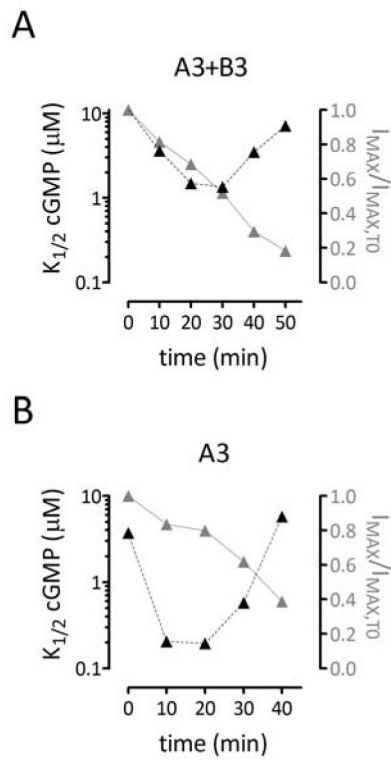 A
A3+B3
K1/2 cGMP (μM)
10
1
0.1
1.0
0.8
0.6
0.4
0.2
0.0
IMAX/IMAX,T0
0 10 20 30 40 50
time (min)
B
A3
K1/2 cGMP (μM)
10
1
0.1
1.0
0.8
0.6
0.4
0.2
0.0
IMAX/IMAX,T0
0 10 20 30 40
time (min)